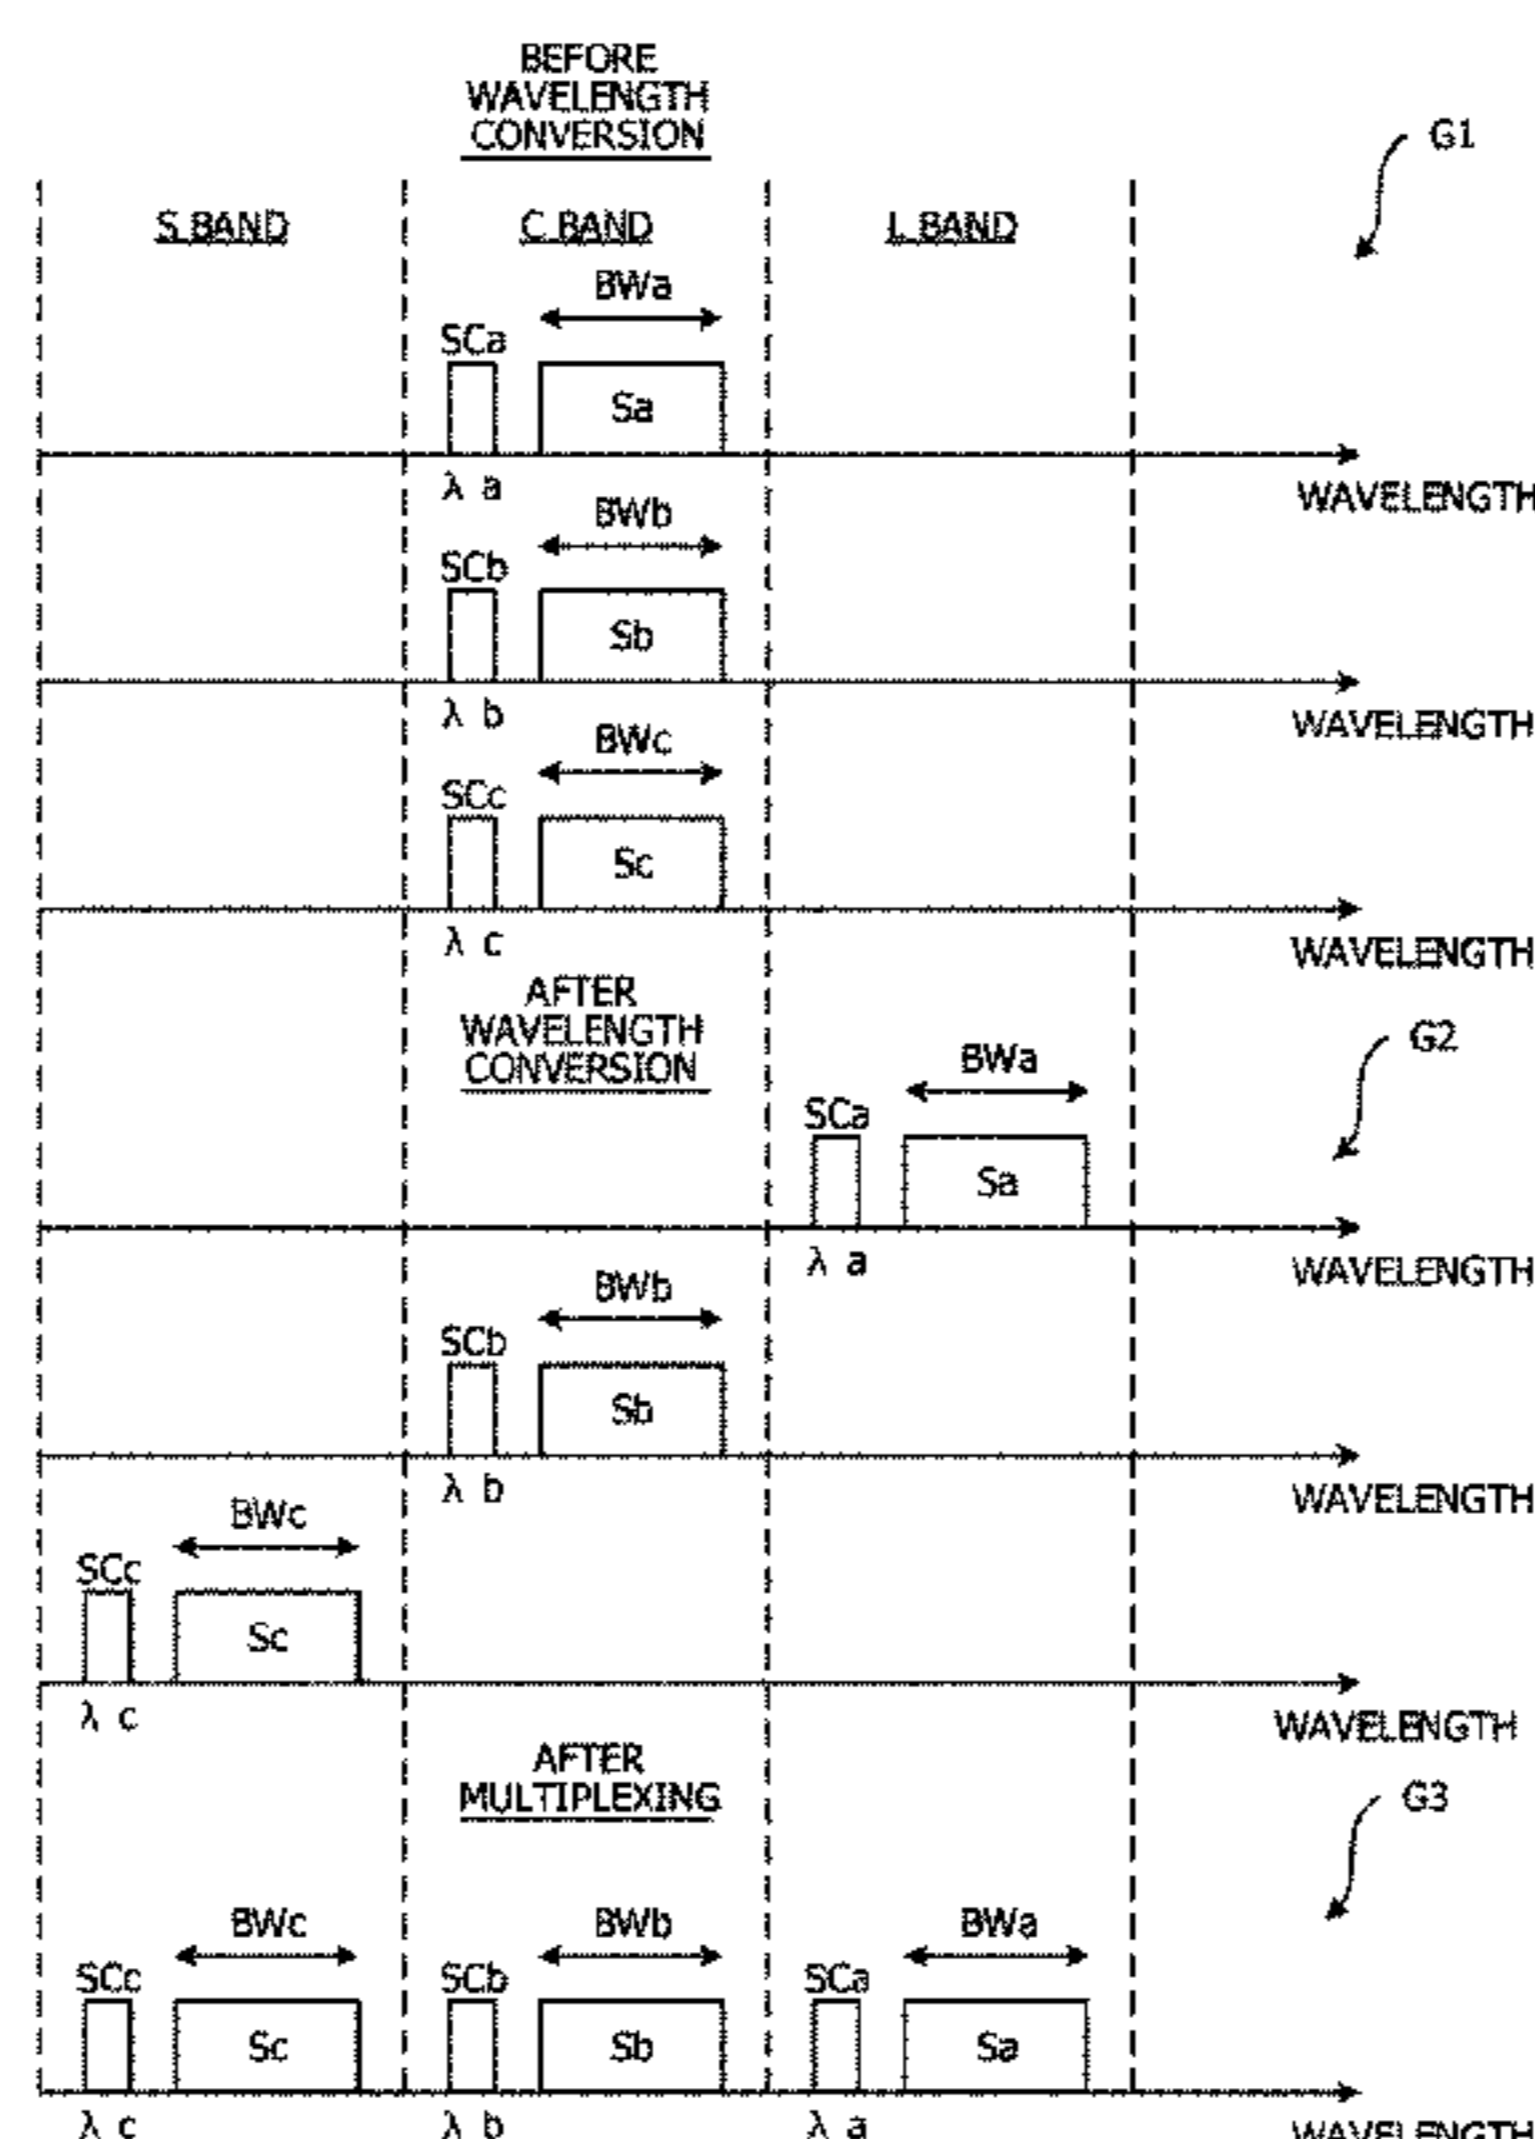 BEFORE
WAVELENGTH
CONVERSION
G1
S BAND
C BAND
L BAND
BWa
SCa
Sa
λ a
WAVELENGTH
BWb
SCb
Sb
λ b
WAVELENGTH
BWc
SCc
Sc
λ c
WAVELENGTH
AFTER
WAVELENGTH
CONVERSION
G2
BWa
SCa
Sa
λ a
WAVELENGTH
BWb
SCb
Sb
λ b
WAVELENGTH
BWc
SCc
Sc
λ c
WAVELENGTH
AFTER
MULTIPLEXING
G3
BWc
BWb
BWa
SCc
SCb
SCa
Sc
Sb
Sa
λ c
λ b
λ a
WAVELENGTH